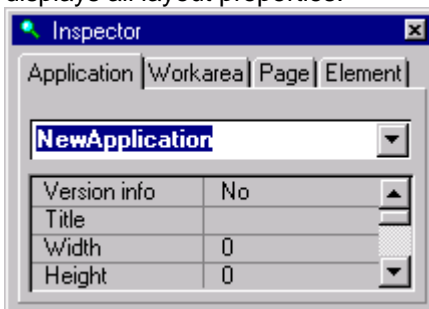 displays all layout properties.
Inspector
Application Workarea Page Element
NewApplication
Version info No
Title
Width 0
Height 0